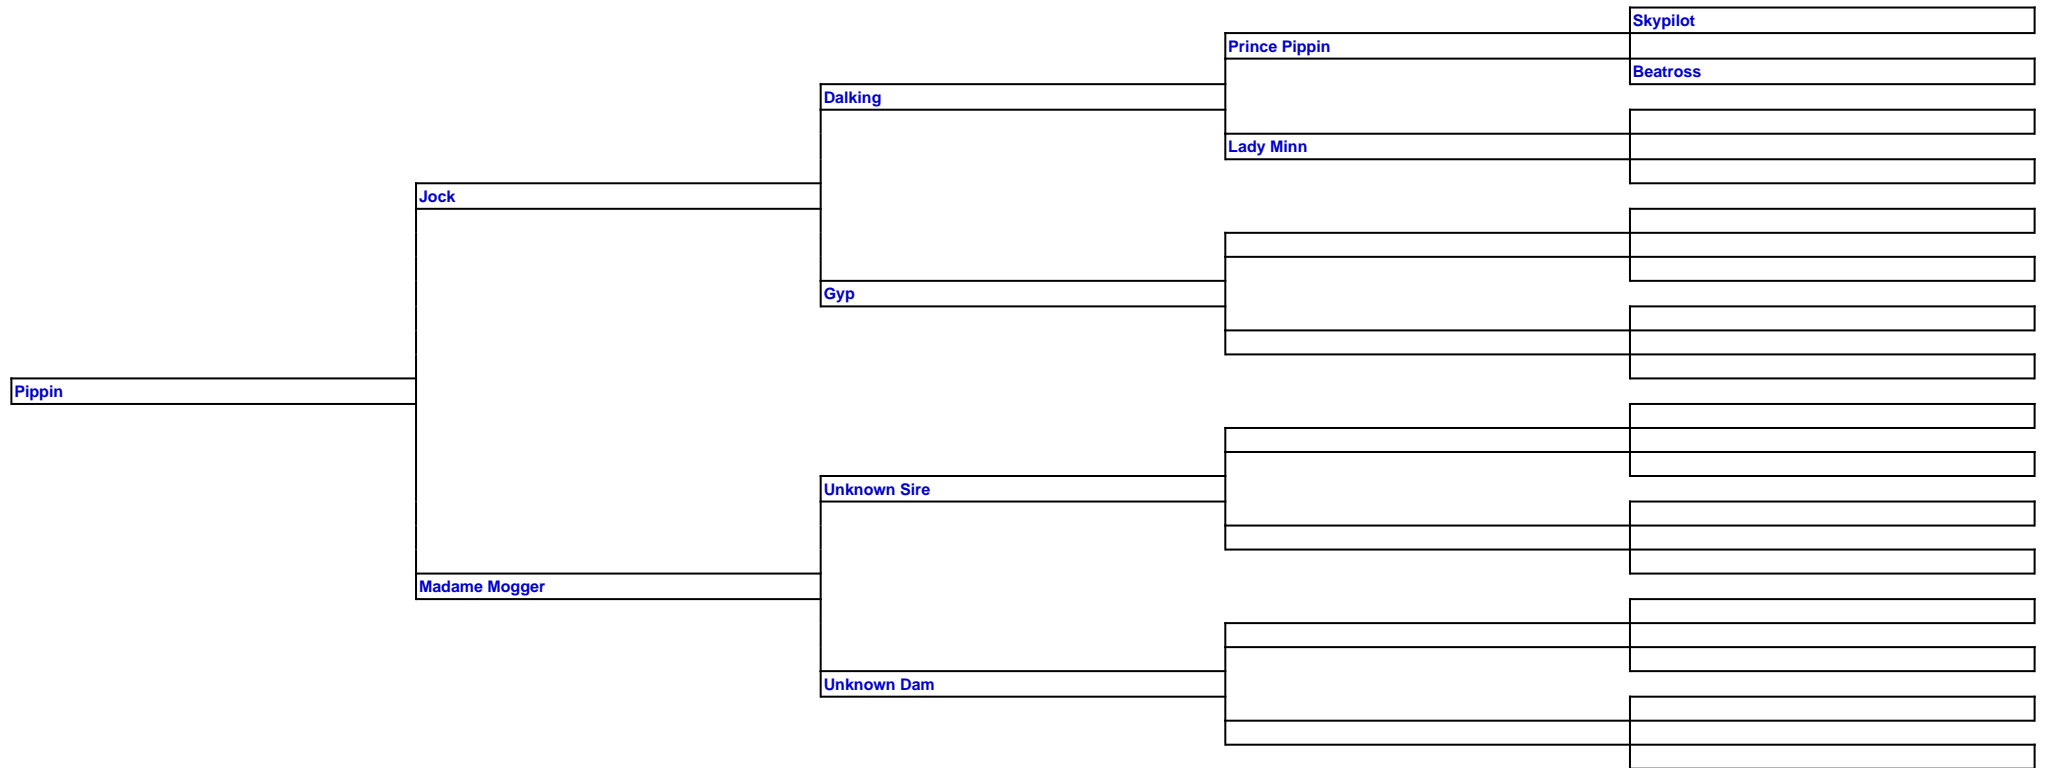 Skypilot
Prince Pippin
Beatross
Dalking
Lady Minn
Jock
Gyp
Pippin
Unknown Sire
Madame Mogger
Unknown Dam